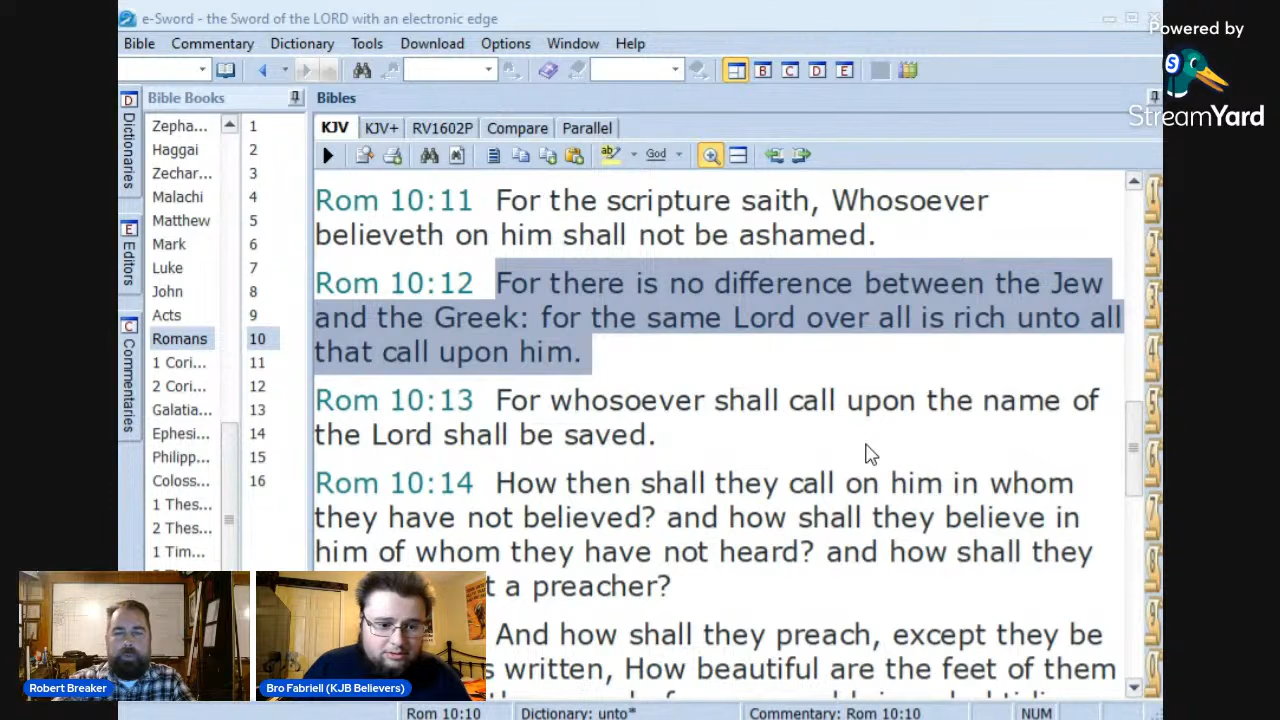 e-Sword - the Sword of the LORD with an electronic edge
Powered by
StreamYard
Bible Commentary Dictionary Tools Download Options Window Help
B C D E
Bible Books
Bibles
D Dictionaries
E Editors
C Commentaries
Zepha...
Haggai
Zechar...
Malachi
Matthew
Mark
Luke
John
Acts
Romans
1 Cori...
2 Cori...
Galatia...
Ephesi...
Philipp...
Coloss...
1 Thes...
2 Thes...
1 Tim...
1
2
3
4
5
6
7
8
9
10
11
12
13
14
15
16
KJV KJV+ RV1602P Compare Parallel
ab God
Rom 10:11 For the scripture saith, Whosoever
believeth on him shall not be ashamed.
Rom 10:12 For there is no difference between the Jew
and the Greek: for the same Lord over all is rich unto all
that call upon him.
Rom 10:13 For whosoever shall call upon the name of
the Lord shall be saved.
Rom 10:14 How then shall they call on him in whom
they have not believed? and how shall they believe in
him of whom they have not heard? and how shall they
t a preacher?
And how shall they preach, except they be
s written, How beautiful are the feet of them
Robert Breaker
Bro Fabriell (KJB Believers)
Rom 10:10 Dictionary: unto* Commentary: Rom 10:10 NUM